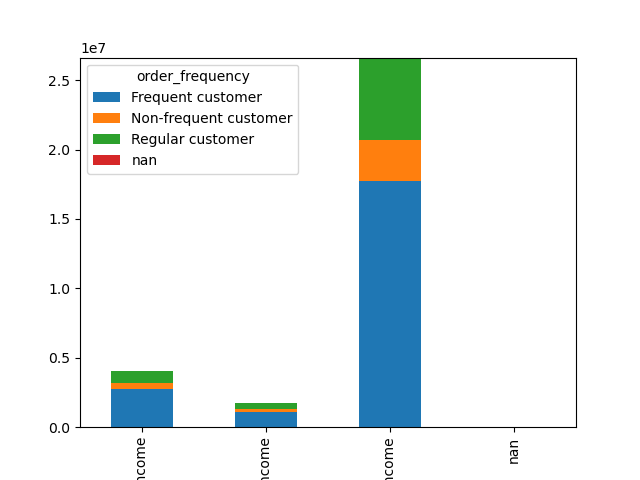 1e7
order_frequency
Frequent customer
Non-frequent customer
Regular customer
nan
2.5
2.0
1.5
1.0
0.5
0.0
ncome
ncome
ncome
nan